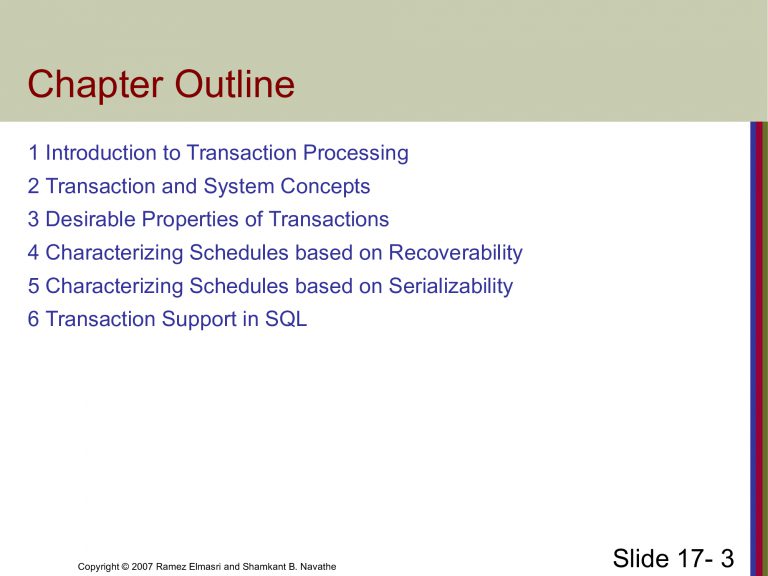 Chapter Outline
1 Introduction to Transaction Processing
2 Transaction and System Concepts
3 Desirable Properties of Transactions
4 Characterizing Schedules based on Recoverability
5 Characterizing Schedules based on Serializability
6 Transaction Support in SQL
Copyright © 2007 Ramez Elmasri and Shamkant B. Navathe
Slide 17- 3